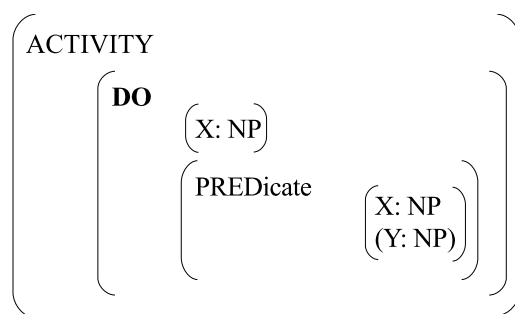 ACTIVITY
DO
X: NP
PREDicate
X: NP
(Y: NP)